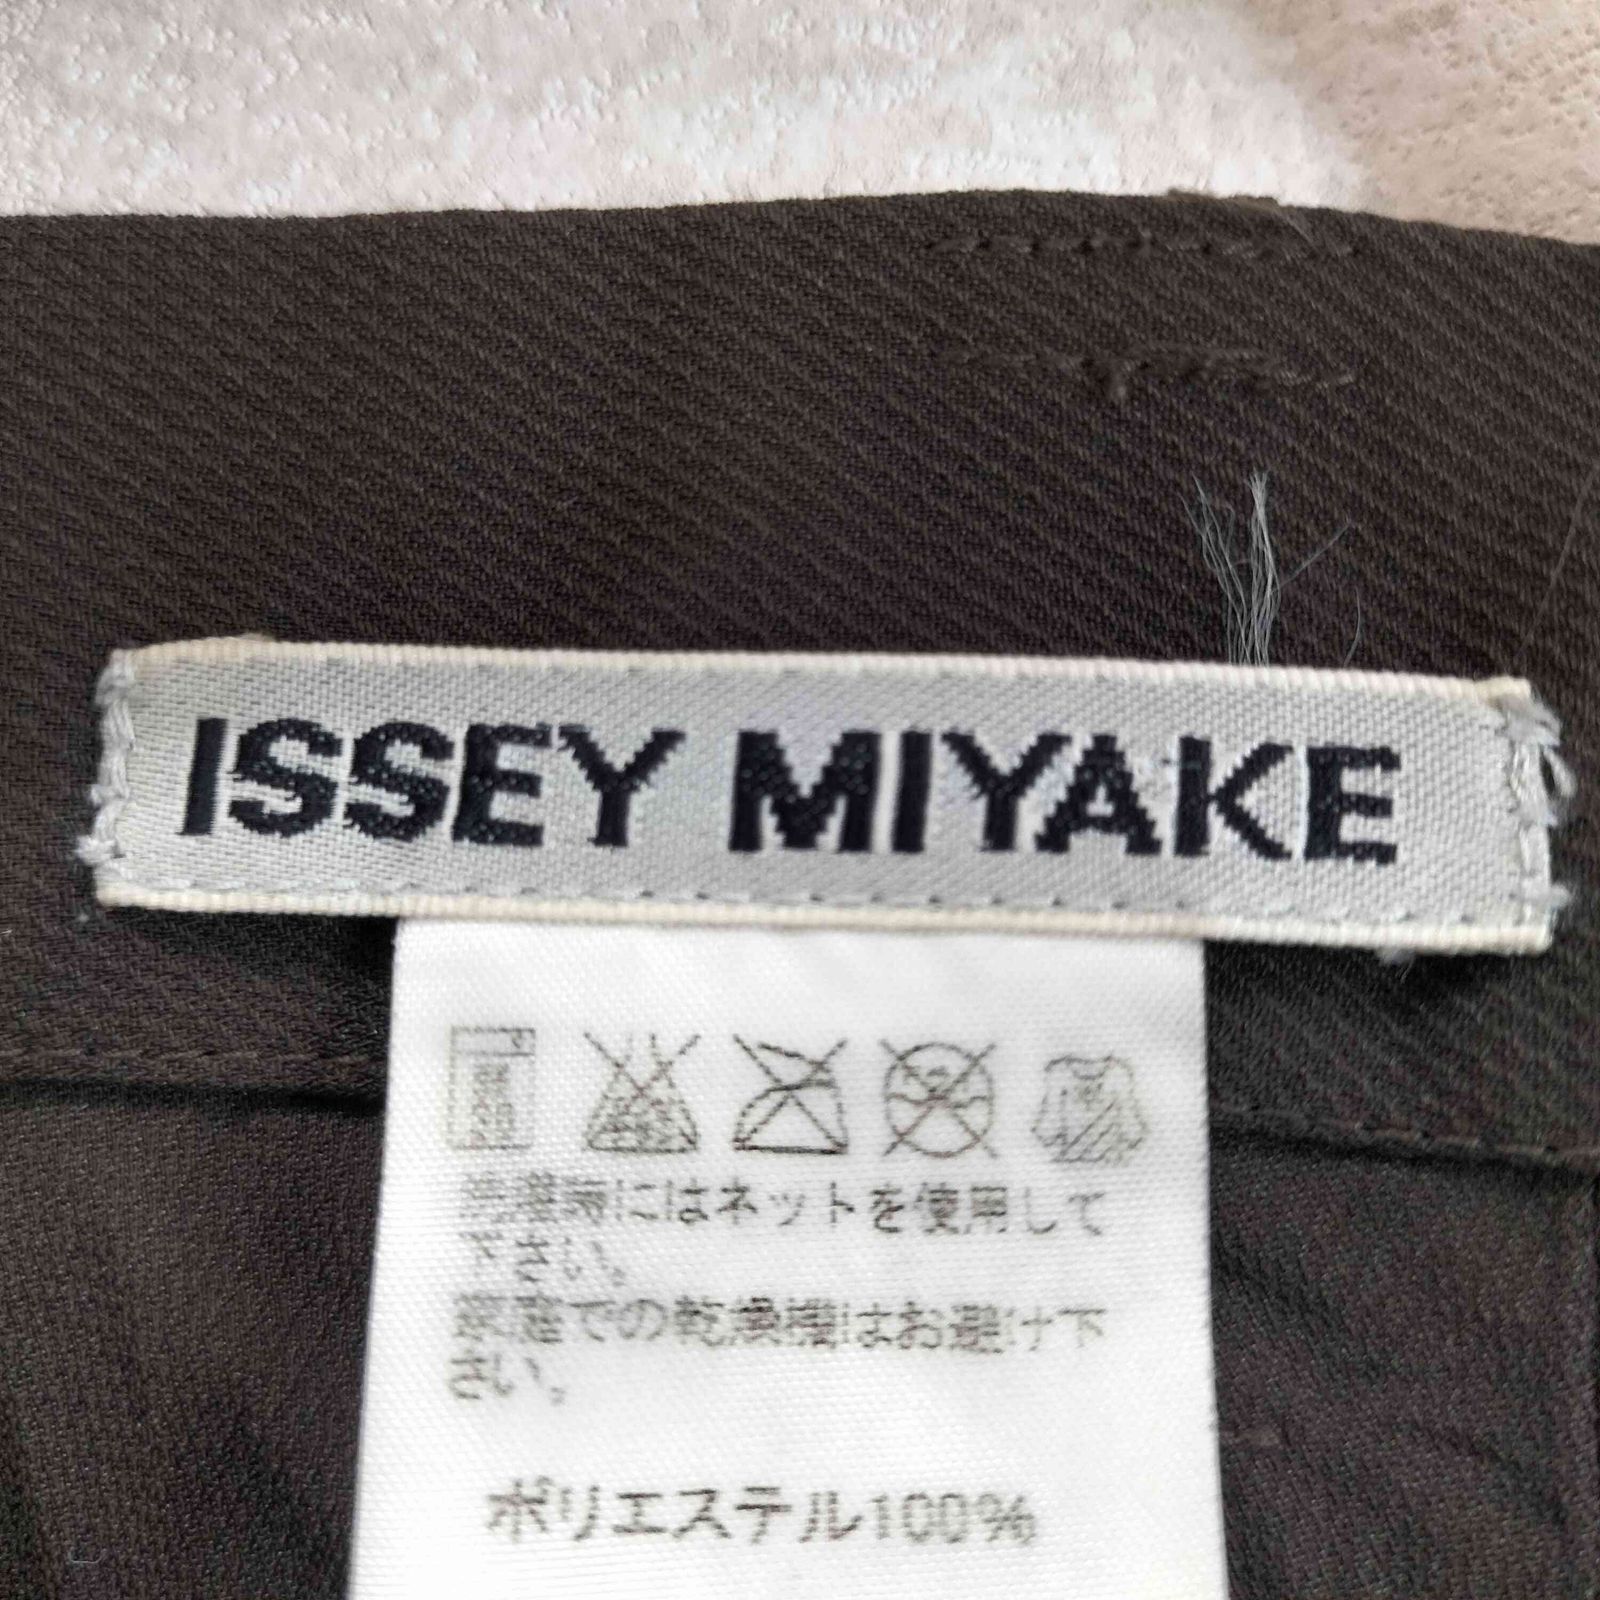 ISSEY MIYAKE
洗濯時にはネットを使用して
下さい。
家庭での乾燥機はお避け下
さい。
ポリエステル100%